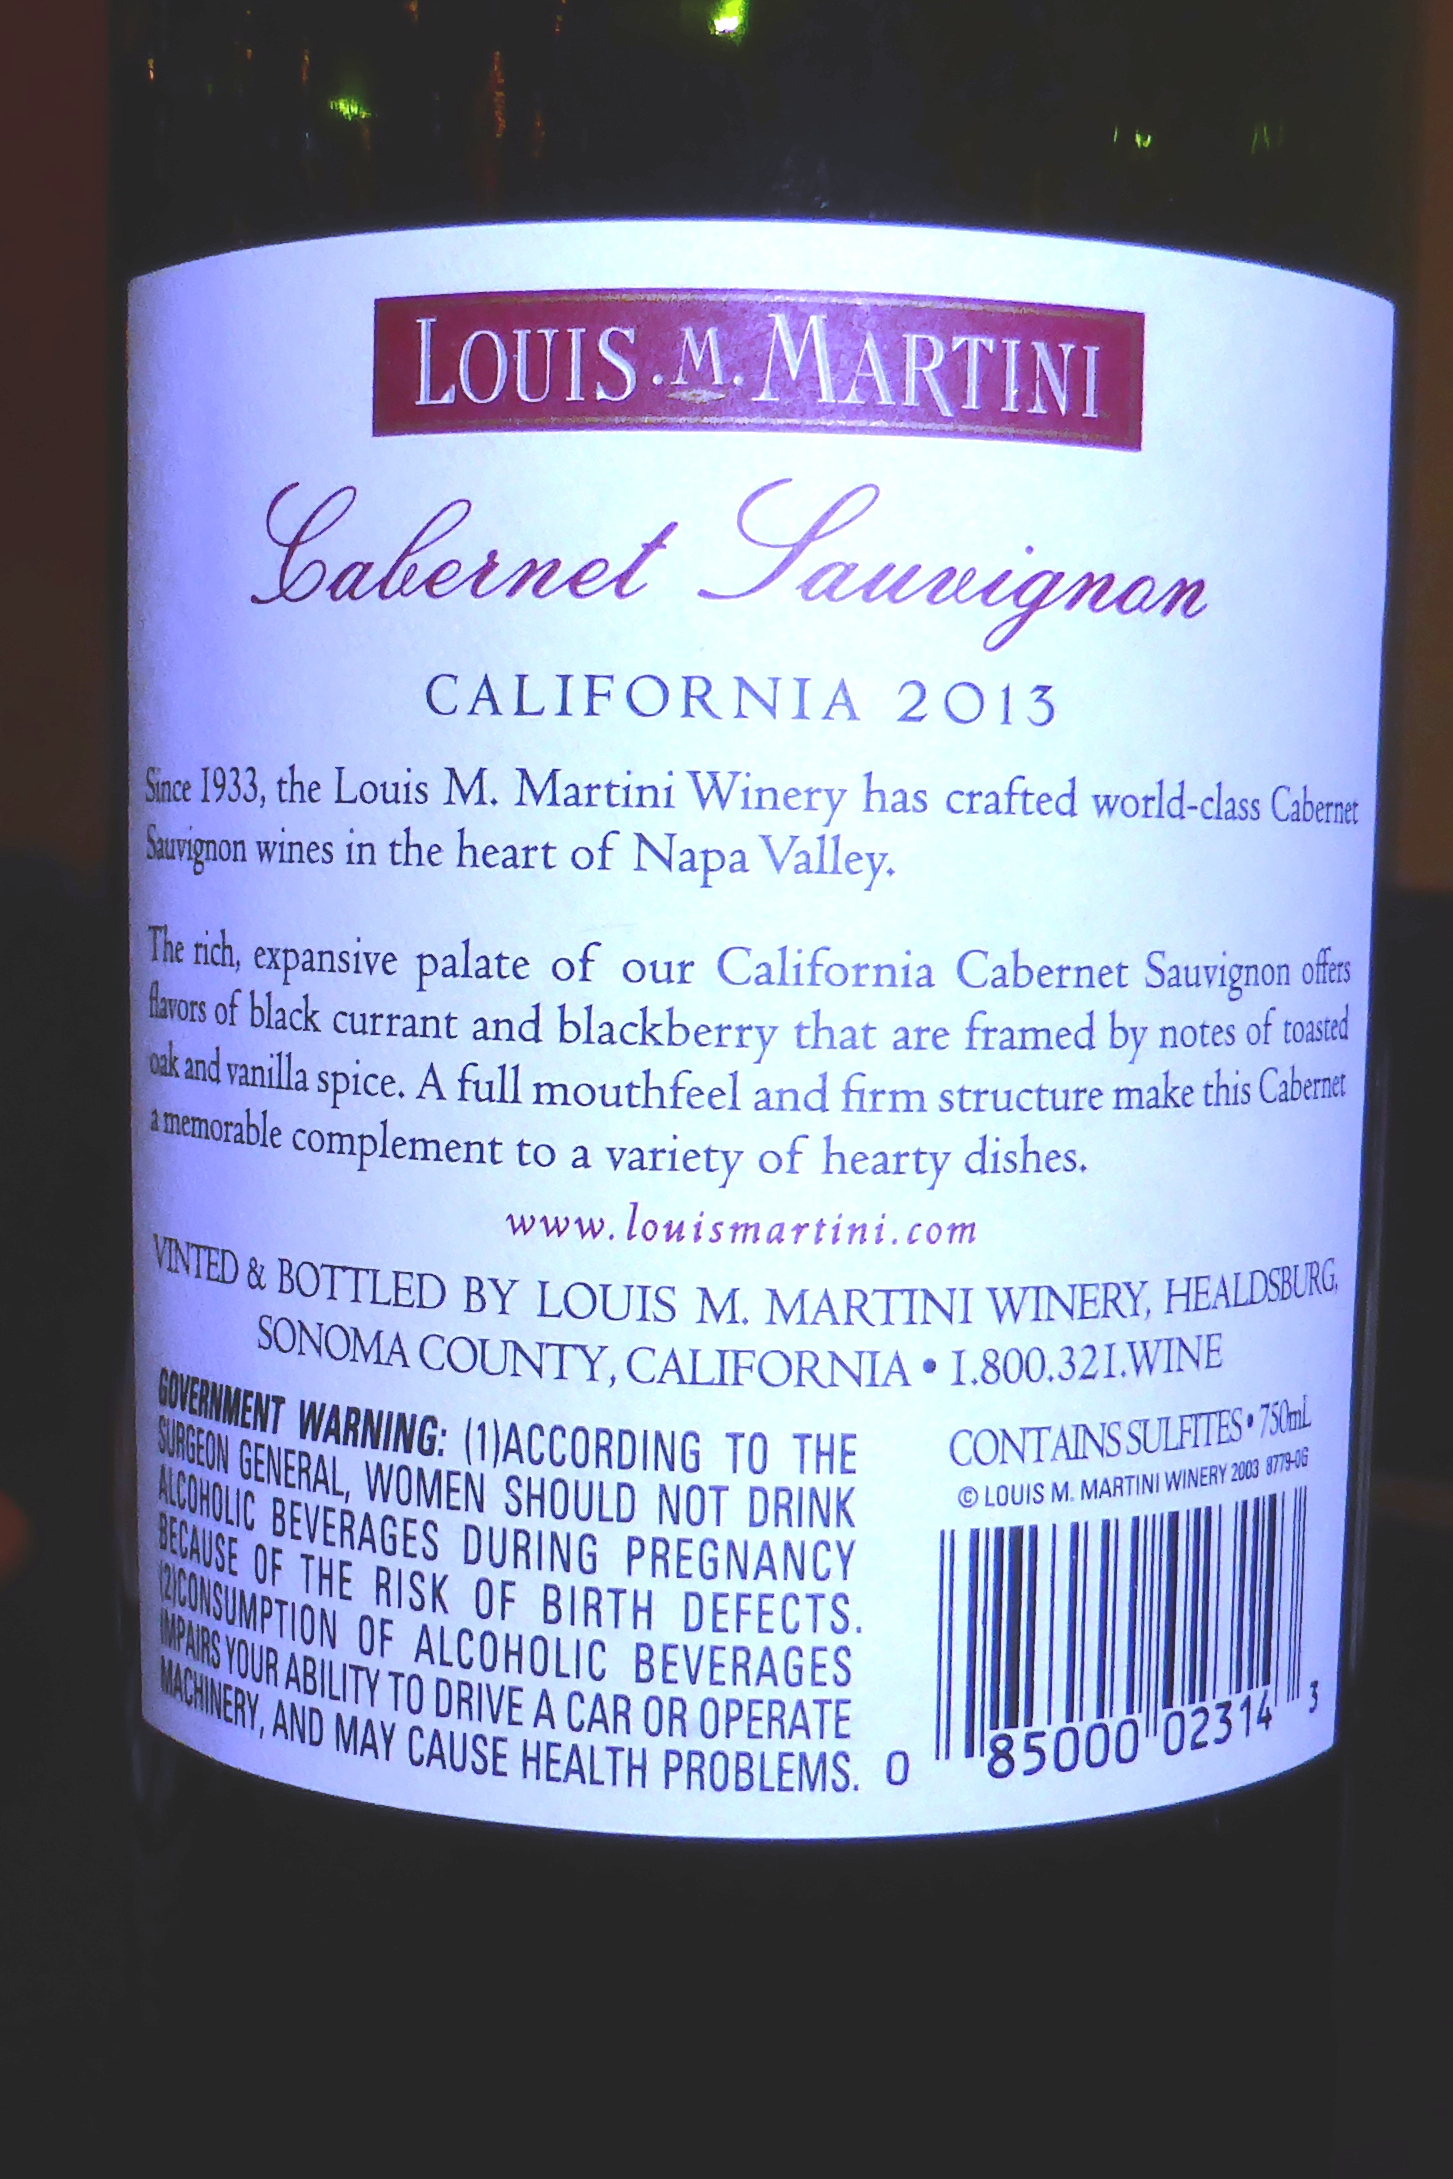 LOUIS.M.MARTINI
Cabernet Sauvignon
CALIFORNIA 2013
Since 1933, the Louis M. Martini Winery has crafted world-class Cabernet
Sauvignon wines in the heart of Napa Valley.
The rich, expansive palate of our California Cabernet Sauvignon offers
flavors of black currant and blackberry that are framed by notes of toasted
oak and vanilla spice. A full mouthfeel and firm structure make this Cabernet
a memorable complement to a variety of hearty dishes.
www.louismartini.com
VINTED & BOTTLED BY LOUIS M. MARTINI WINERY, HEALDSBURG,
SONOMA COUNTY, CALIFORNIA • 1.800.321.WINE
GOVERNMENT WARNING: (1)ACCORDING TO THE
SURGEON GENERAL, WOMEN SHOULD NOT DRINK
ALCOHOLIC BEVERAGES DURING PREGNANCY
BECAUSE OF THE RISK OF BIRTH DEFECTS.
(2)CONSUMPTION OF ALCOHOLIC BEVERAGES
IMPAIRS YOUR ABILITY TO DRIVE A CAR OR OPERATE
MACHINERY, AND MAY CAUSE HEALTH PROBLEMS.
CONTAINS SULFITES • 750mL
© LOUIS M. MARTINI WINERY 2003 8779-06
0 85000 02314 3